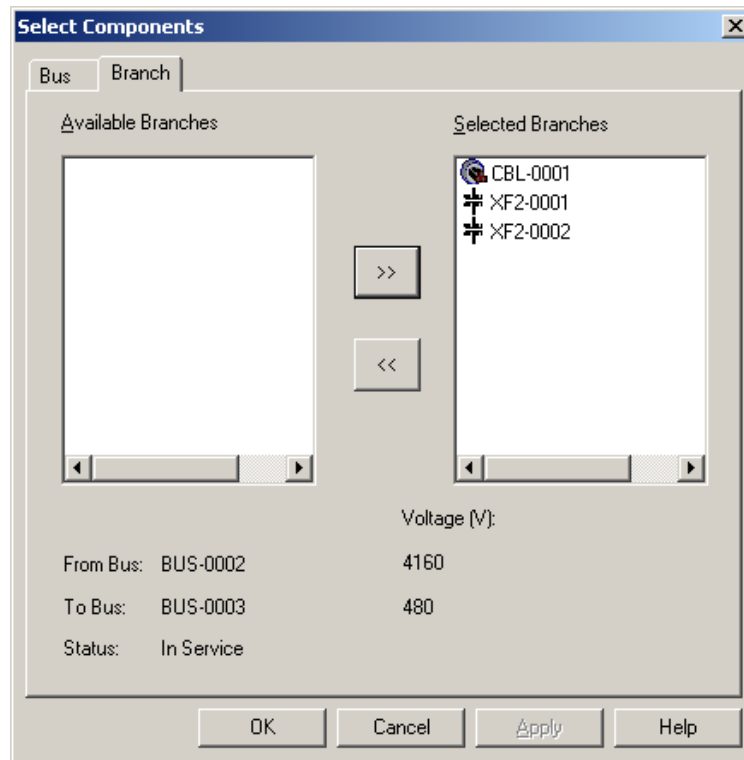 Select Components
Bus Branch
Available Branches
Selected Branches
CBL-0001
XF2-0001
XF2-0002
>>
<<
Voltage (V):
From Bus: BUS-0002 4160
To Bus: BUS-0003 480
Status: In Service
OK Cancel Apply Help